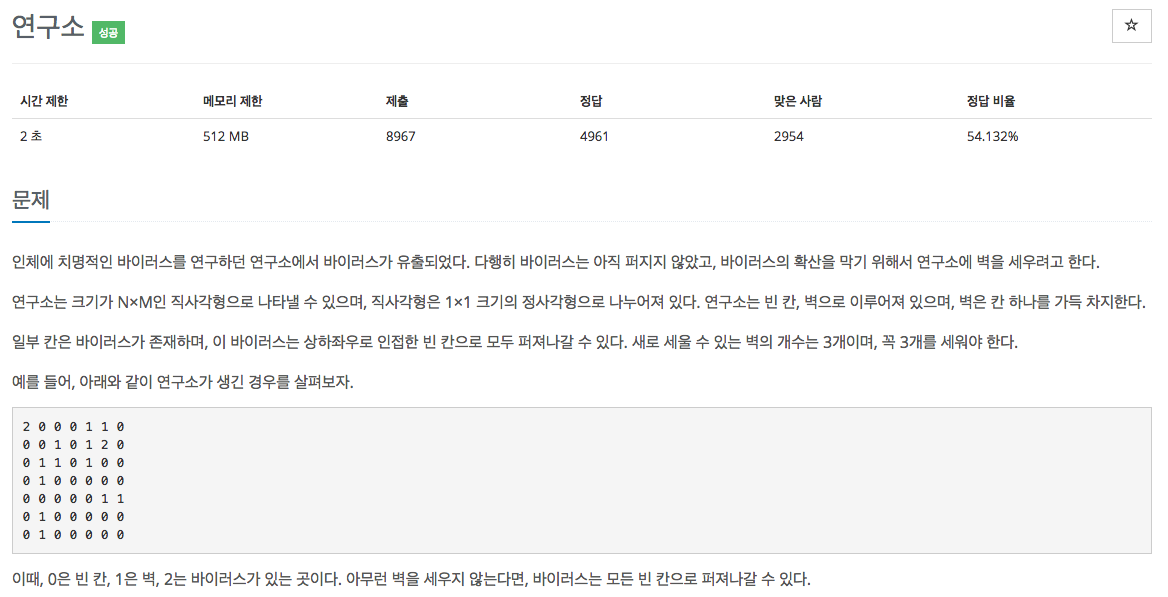 연구소 성공
☆
시간 제한 메모리 제한 제출 정답 맞은 사람 정답 비율
2 초 512 MB 8967 4961 2954 54.132%
문제
인체에 치명적인 바이러스를 연구하던 연구소에서 바이러스가 유출되었다. 다행히 바이러스는 아직 퍼지지 않았고, 바이러스의 확산을 막기 위해서 연구소에 벽을 세우려고 한다.
연구소는 크기가 N×M인 직사각형으로 나타낼 수 있으며, 직사각형은 1×1 크기의 정사각형으로 나누어져 있다. 연구소는 빈 칸, 벽으로 이루어져 있으며, 벽은 칸 하나를 가득 차지한다.
일부 칸은 바이러스가 존재하며, 이 바이러스는 상하좌우로 인접한 빈 칸으로 모두 퍼져나갈 수 있다. 새로 세울 수 있는 벽의 개수는 3개이며, 꼭 3개를 세워야 한다.
예를 들어, 아래와 같이 연구소가 생긴 경우를 살펴보자.
2 0 0 0 1 1 0
0 0 1 0 1 2 0
0 1 1 0 1 0 0
0 1 0 0 0 0 0
0 0 0 0 0 1 1
0 1 0 0 0 0 0
0 1 0 0 0 0 0
이때, 0은 빈 칸, 1은 벽, 2는 바이러스가 있는 곳이다. 아무런 벽을 세우지 않는다면, 바이러스는 모든 빈 칸으로 퍼져나갈 수 있다.